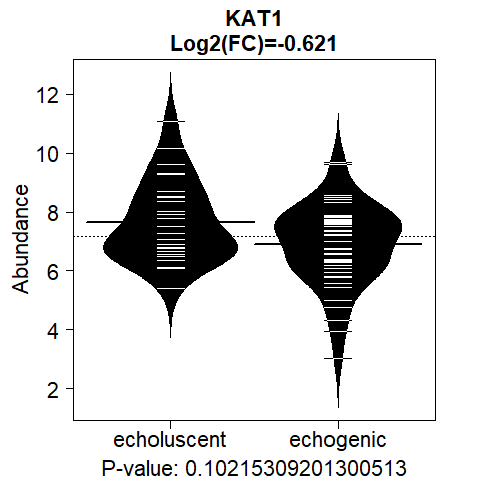 KAT1
Log2(FC)=-0.621
Abundance
12
10
8
6
4
2
echoluscent echogenic
P-value: 0.10215309201300513